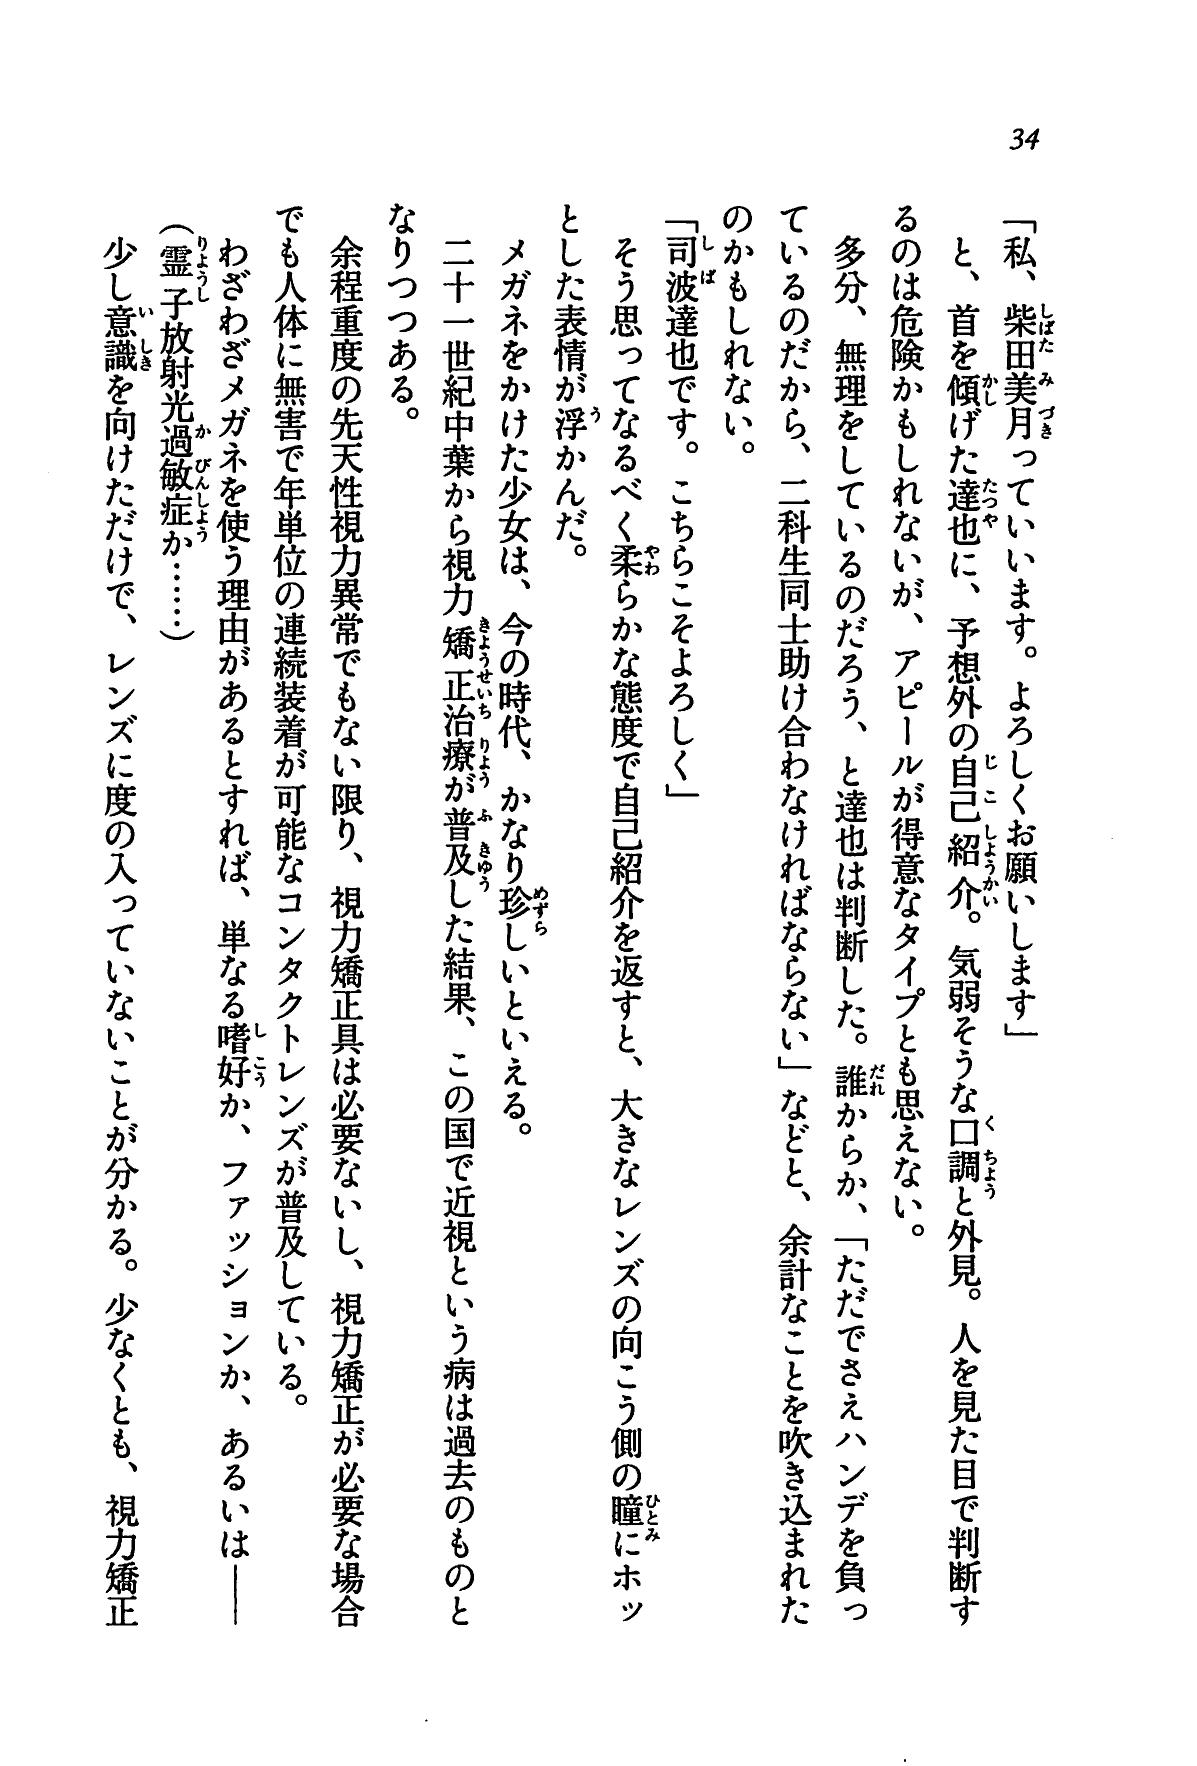 34
「私、柴田美月っていいます。よろしくお願いします」
と、首を傾げた達也に、予想外の自己紹介。気弱そうな口調と外見。人を見た目で判断す
るのは危険かもしれないが、アピールが得意なタイプとも思えない。
多分、無理をしているのだろう、と達也は判断した。誰からか、「ただでさえハンデを負っ
ているのだから、二科生同士助け合わなければならない」などと、余計なことを吹き込まれた
のかもしれない。
「司波達也です。こちらこそよろしく」
そう思ってなるべく柔らかな態度で自己紹介を返すと、大きなレンズの向こう側の瞳にホッ
とした表情が浮かんだ。
メガネをかけた少女は、今の時代、かなり珍しいといえる。
二十一世紀中葉から視力矯正治療が普及した結果、この国で近視という病は過去のものと
なりつつある。
余程重度の先天性視力異常でもない限り、視力矯正具は必要ないし、視力矯正が必要な場合
でも人体に無害で年単位の連続装着が可能なコンタクトレンズが普及している。
わざわざメガネを使う理由があるとすれば、単なる嗜好か、ファッションか、あるいは――
（霊子放射光過敏症か……）
少し意識を向けただけで、レンズに度の入っていないことが分かる。少なくとも、視力矯正